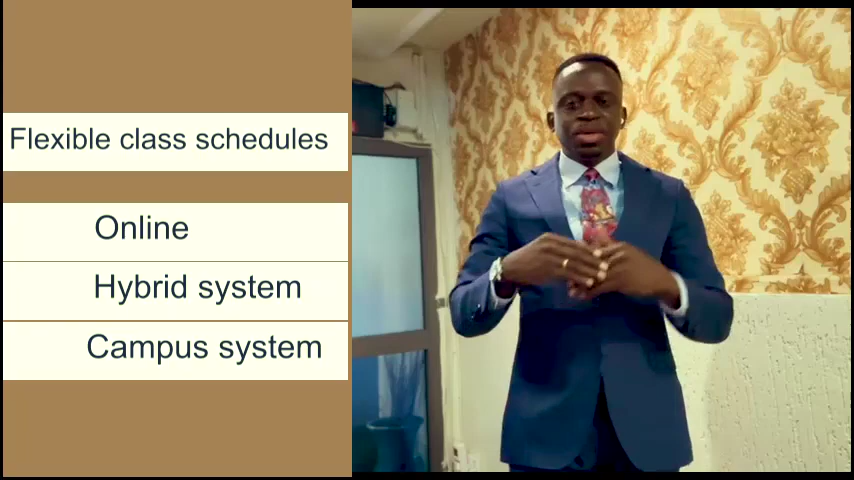 Flexible class schedules
Online
Hybrid system
Campus system